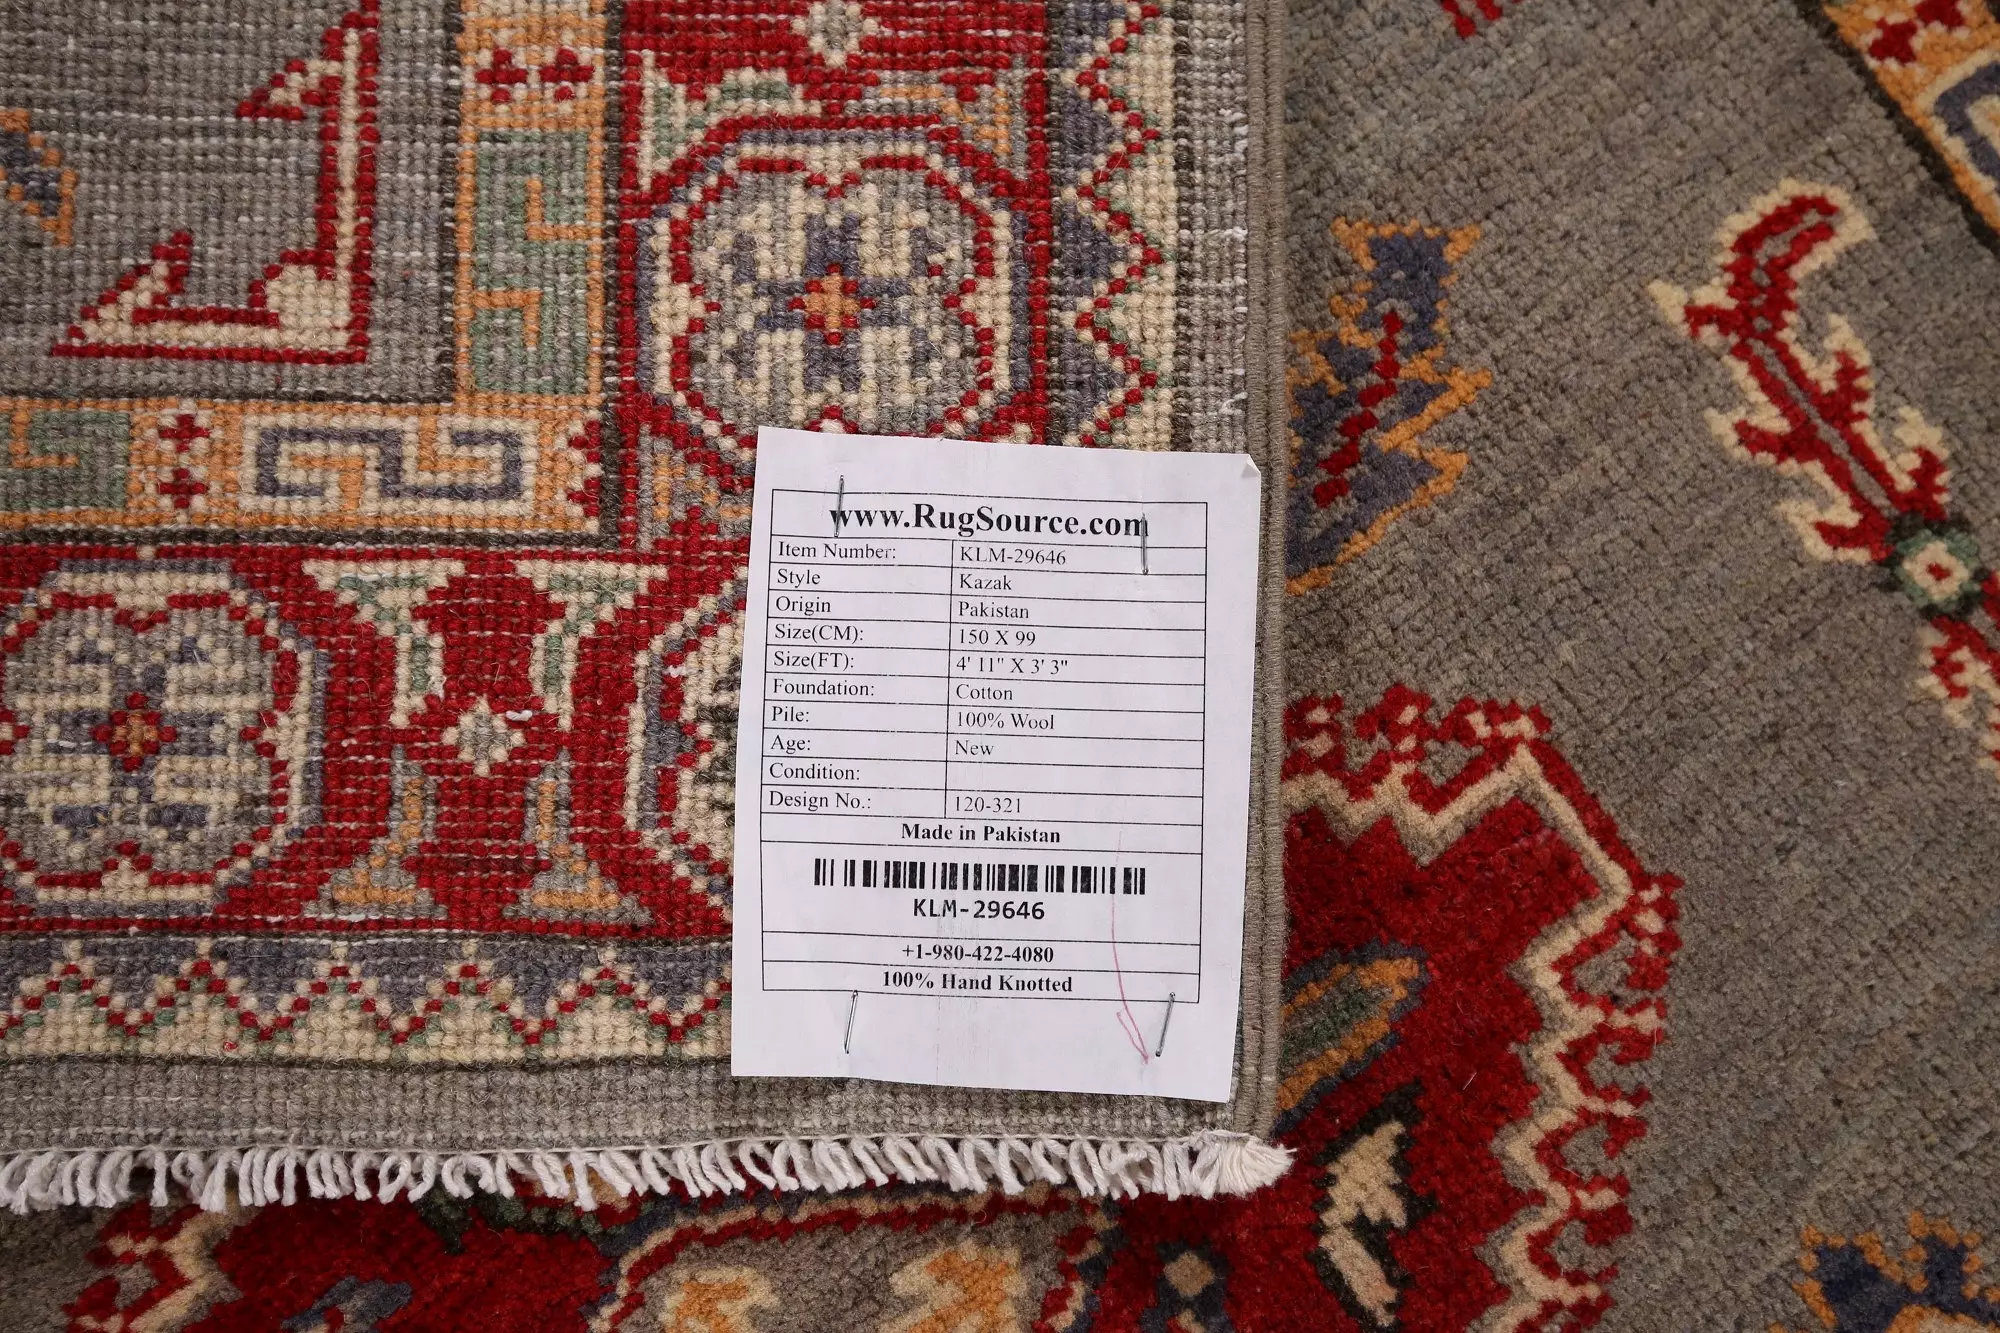 www.RugSource.com
Item Number: KLM-29646
Style Kazak
Origin Pakistan
Size(CM): 150 X 99
Size(FT): 4' 11" X 3' 3"
Foundation: Cotton
Pile: 100% Wool
Age: New
Condition:
Design No.: 120-321
Made in Pakistan
KLM-29646
+1-980-422-4080
100% Hand Knotted